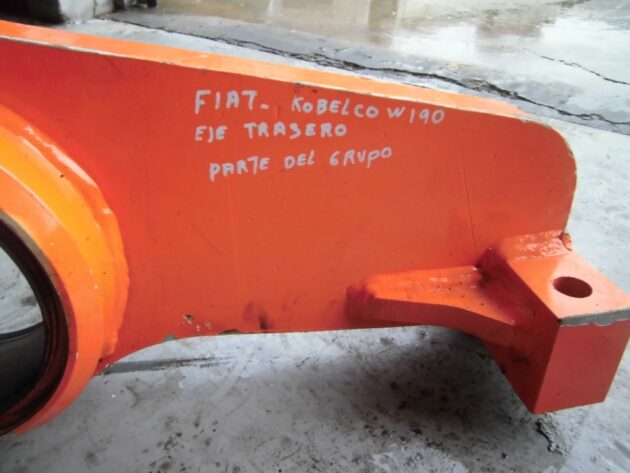 FIAT- KOBELCO W190
EJE TRASERO
PARTE DEL GRUPO